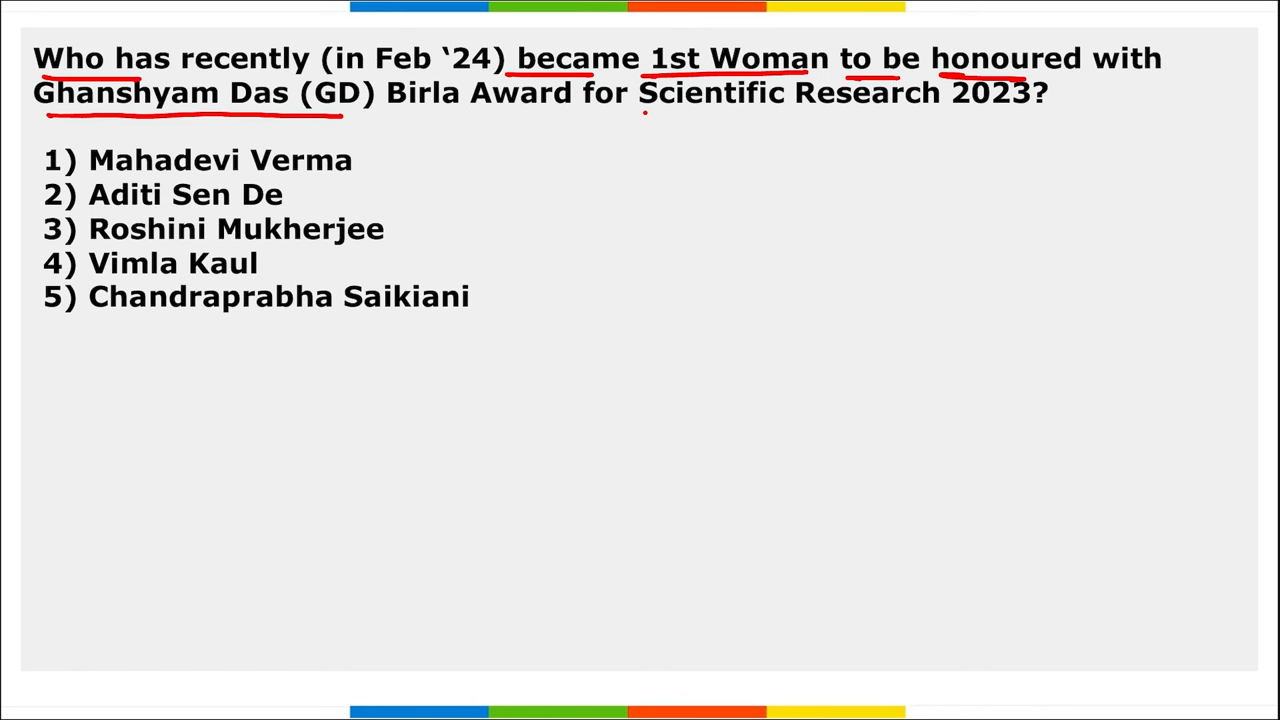 Who has recently (in Feb ‘24) became 1st Woman to be honoured with
Ghanshyam Das (GD) Birla Award for Scientific Research 2023?
1) Mahadevi Verma
2) Aditi Sen De
3) Roshini Mukherjee
4) Vimla Kaul
5) Chandraprabha Saikiani